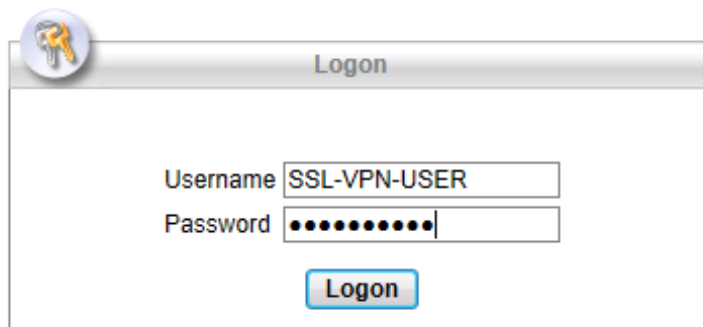 Logon
Username SSL-VPN-USER
Password ●●●●●●●●●●
Logon